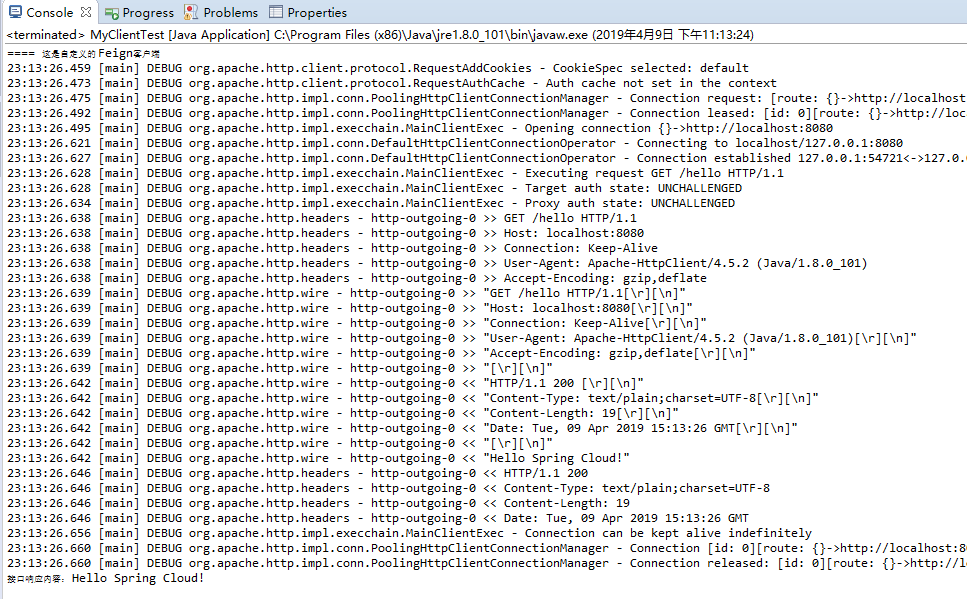 Console Progress Problems Properties
<terminated> MyClientTest [Java Application] C:\Program Files (x86)\Java\jre1.8.0_101\bin\javaw.exe (2019年4月9日 下午11:13:24)
==== 这是自定义的Feign客户端
23:13:26.459 [main] DEBUG org.apache.http.client.protocol.RequestAddCookies - CookieSpec selected: default
23:13:26.473 [main] DEBUG org.apache.http.client.protocol.RequestAuthCache - Auth cache not set in the context
23:13:26.475 [main] DEBUG org.apache.http.impl.conn.PoolingHttpClientConnectionManager - Connection request: [route: {}->http://localhost
23:13:26.492 [main] DEBUG org.apache.http.impl.conn.PoolingHttpClientConnectionManager - Connection leased: [id: 0][route: {}->http://loc
23:13:26.495 [main] DEBUG org.apache.http.impl.execchain.MainClientExec - Opening connection {}->http://localhost:8080
23:13:26.621 [main] DEBUG org.apache.http.impl.conn.DefaultHttpClientConnectionOperator - Connecting to localhost/127.0.0.1:8080
23:13:26.627 [main] DEBUG org.apache.http.impl.conn.DefaultHttpClientConnectionOperator - Connection established 127.0.0.1:54721<->127.0.
23:13:26.628 [main] DEBUG org.apache.http.impl.execchain.MainClientExec - Executing request GET /hello HTTP/1.1
23:13:26.628 [main] DEBUG org.apache.http.impl.execchain.MainClientExec - Target auth state: UNCHALLENGED
23:13:26.634 [main] DEBUG org.apache.http.impl.execchain.MainClientExec - Proxy auth state: UNCHALLENGED
23:13:26.638 [main] DEBUG org.apache.http.headers - http-outgoing-0 >> GET /hello HTTP/1.1
23:13:26.638 [main] DEBUG org.apache.http.headers - http-outgoing-0 >> Host: localhost:8080
23:13:26.638 [main] DEBUG org.apache.http.headers - http-outgoing-0 >> Connection: Keep-Alive
23:13:26.638 [main] DEBUG org.apache.http.headers - http-outgoing-0 >> User-Agent: Apache-HttpClient/4.5.2 (Java/1.8.0_101)
23:13:26.638 [main] DEBUG org.apache.http.headers - http-outgoing-0 >> Accept-Encoding: gzip,deflate
23:13:26.639 [main] DEBUG org.apache.http.wire - http-outgoing-0 >> "GET /hello HTTP/1.1[\r][\n]"
23:13:26.639 [main] DEBUG org.apache.http.wire - http-outgoing-0 >> "Host: localhost:8080[\r][\n]"
23:13:26.639 [main] DEBUG org.apache.http.wire - http-outgoing-0 >> "Connection: Keep-Alive[\r][\n]"
23:13:26.639 [main] DEBUG org.apache.http.wire - http-outgoing-0 >> "User-Agent: Apache-HttpClient/4.5.2 (Java/1.8.0_101)[\r][\n]"
23:13:26.639 [main] DEBUG org.apache.http.wire - http-outgoing-0 >> "Accept-Encoding: gzip,deflate[\r][\n]"
23:13:26.639 [main] DEBUG org.apache.http.wire - http-outgoing-0 >> "[\r][\n]"
23:13:26.642 [main] DEBUG org.apache.http.wire - http-outgoing-0 << "HTTP/1.1 200 [\r][\n]"
23:13:26.642 [main] DEBUG org.apache.http.wire - http-outgoing-0 << "Content-Type: text/plain;charset=UTF-8[\r][\n]"
23:13:26.642 [main] DEBUG org.apache.http.wire - http-outgoing-0 << "Content-Length: 19[\r][\n]"
23:13:26.642 [main] DEBUG org.apache.http.wire - http-outgoing-0 << "Date: Tue, 09 Apr 2019 15:13:26 GMT[\r][\n]"
23:13:26.642 [main] DEBUG org.apache.http.wire - http-outgoing-0 << "[\r][\n]"
23:13:26.642 [main] DEBUG org.apache.http.wire - http-outgoing-0 << "Hello Spring Cloud!"
23:13:26.646 [main] DEBUG org.apache.http.headers - http-outgoing-0 << HTTP/1.1 200
23:13:26.646 [main] DEBUG org.apache.http.headers - http-outgoing-0 << Content-Type: text/plain;charset=UTF-8
23:13:26.646 [main] DEBUG org.apache.http.headers - http-outgoing-0 << Content-Length: 19
23:13:26.646 [main] DEBUG org.apache.http.headers - http-outgoing-0 << Date: Tue, 09 Apr 2019 15:13:26 GMT
23:13:26.656 [main] DEBUG org.apache.http.impl.execchain.MainClientExec - Connection can be kept alive indefinitely
23:13:26.660 [main] DEBUG org.apache.http.impl.conn.PoolingHttpClientConnectionManager - Connection [id: 0][route: {}->http://localhost:8
23:13:26.660 [main] DEBUG org.apache.http.impl.conn.PoolingHttpClientConnectionManager - Connection released: [id: 0][route: {}->http://l
接口响应内容: Hello Spring Cloud!